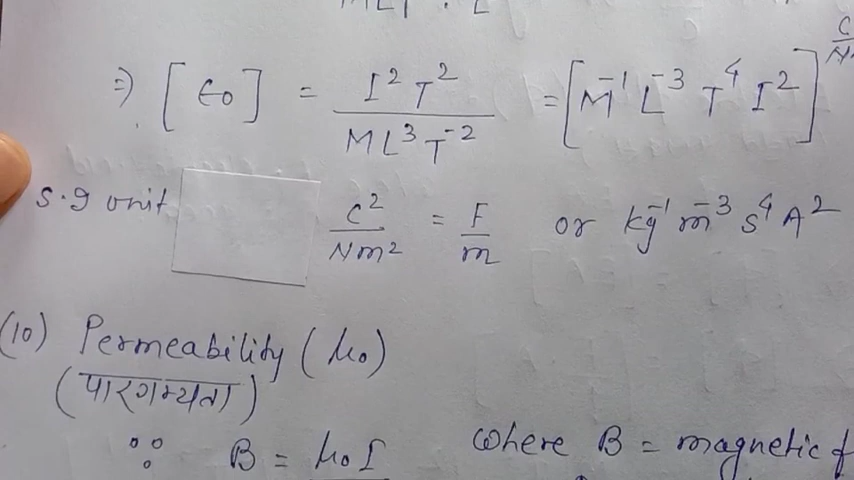 ⇒ [ϵ₀] = I²T² / ML³T⁻² = [M⁻¹L⁻³T⁴I²]
S.I unit C²/Nm² = F/m or kg⁻¹m⁻³s⁴A²
(10) Permeability (μ₀)
(पारगम्यता)
∵ B = μ₀I where B = magnetic f